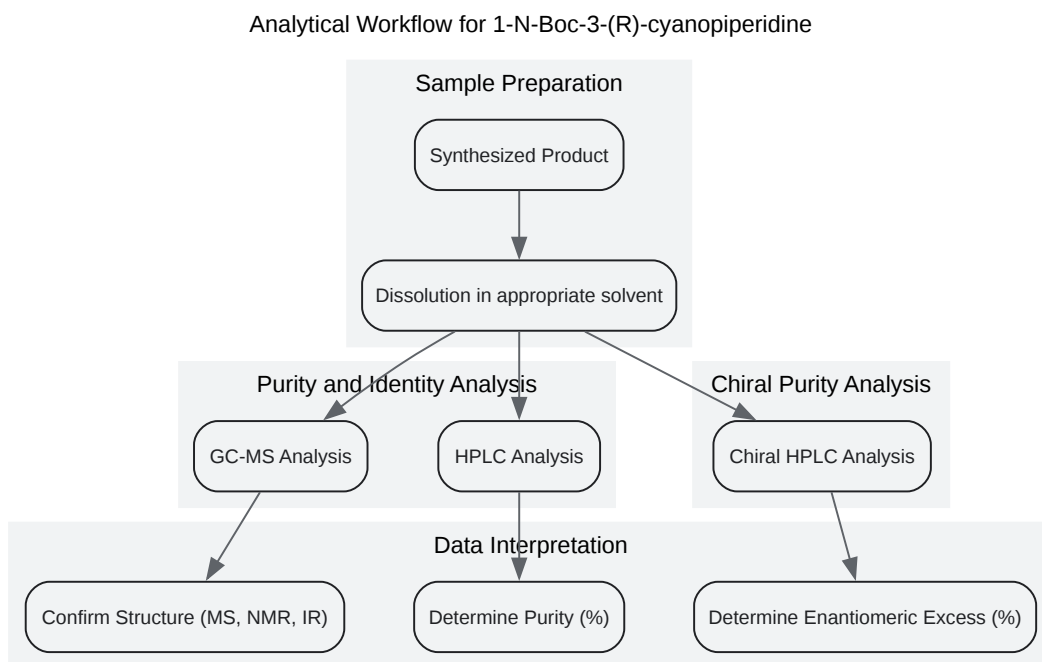 Analytical Workflow for 1-N-Boc-3-(R)-cyanopiperidine
Sample Preparation
Synthesized Product
Dissolution in appropriate solvent
Purity and Identity Analysis
Chiral Purity Analysis
GC-MS Analysis
HPLC Analysis
Chiral HPLC Analysis
Data Interpretation
Confirm Structure (MS, NMR, IR)
Determine Purity (%)
Determine Enantiomeric Excess (%)